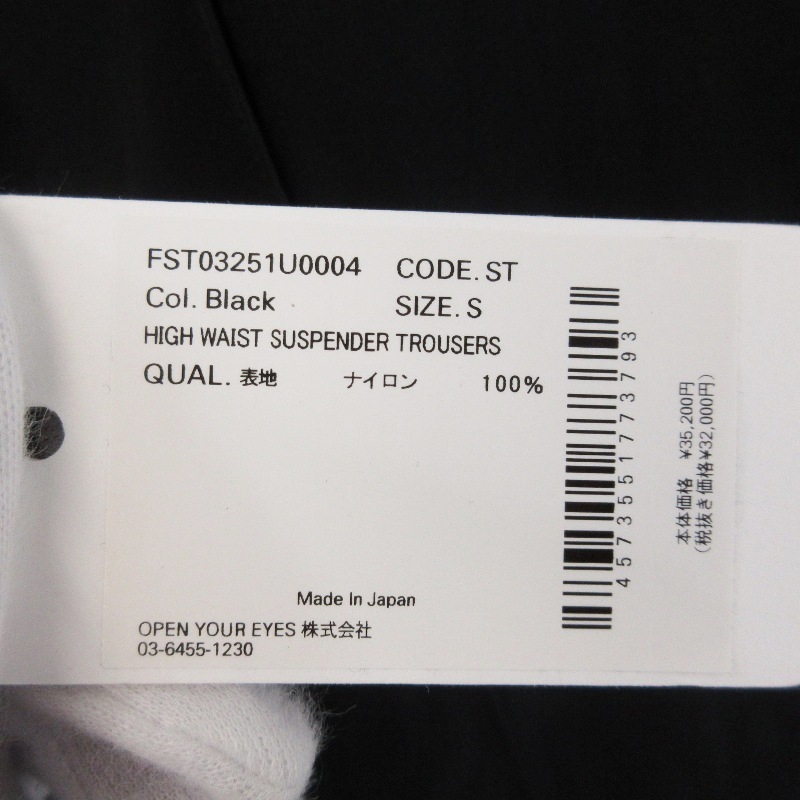 FST03251U0004 CODE. ST
Col. Black SIZE. S
HIGH WAIST SUSPENDER TROUSERS
QUAL. 表地 ナイロン 100%
4573551773793
本体価格 ¥35,200円
(税抜き価格¥32,000円)
Made In Japan
OPEN YOUR EYES 株式会社
03-6455-1230